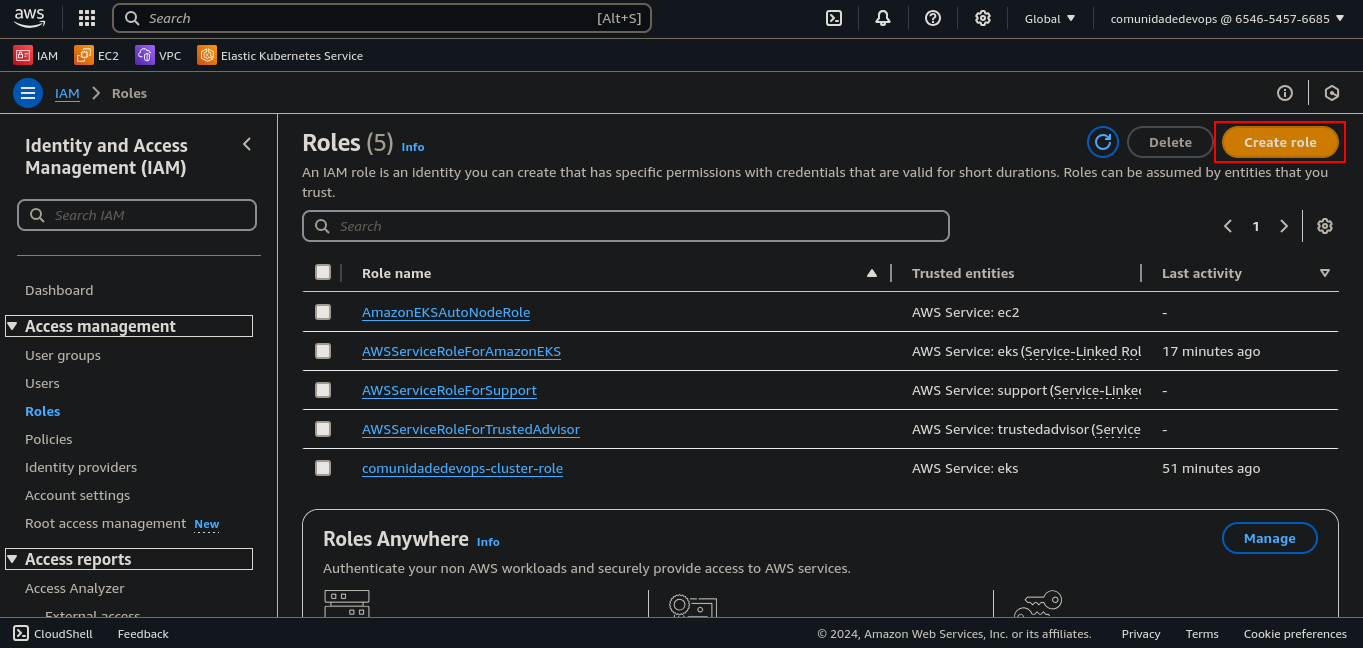 aws
Search [Alt+S]
Global
comunidadedevops @ 6546-5457-6685
IAM
EC2
VPC
Elastic Kubernetes Service
IAM
Roles
Identity and Access
Management (IAM)
Search IAM
Dashboard
Access management
User groups
Users
Roles
Policies
Identity providers
Account settings
Root access management New
Access reports
Access Analyzer
External access
Roles (5) Info
Delete
Create role
An IAM role is an identity you can create that has specific permissions with credentials that are valid for short durations. Roles can be assumed by entities that you
trust.
Search
1
Role name Trusted entities Last activity
AmazonEKSAutoNodeRole AWS Service: ec2 -
AWSServiceRoleForAmazonEKS AWS Service: eks (Service-Linked Rol 17 minutes ago
AWSServiceRoleForSupport AWS Service: support (Service-Linked -
AWSServiceRoleForTrustedAdvisor AWS Service: trustedadvisor (Service -
comunidadedevops-cluster-role AWS Service: eks 51 minutes ago
Roles Anywhere Info
Manage
Authenticate your non AWS workloads and securely provide access to AWS services.
CloudShell Feedback © 2024, Amazon Web Services, Inc. or its affiliates. Privacy Terms Cookie preferences